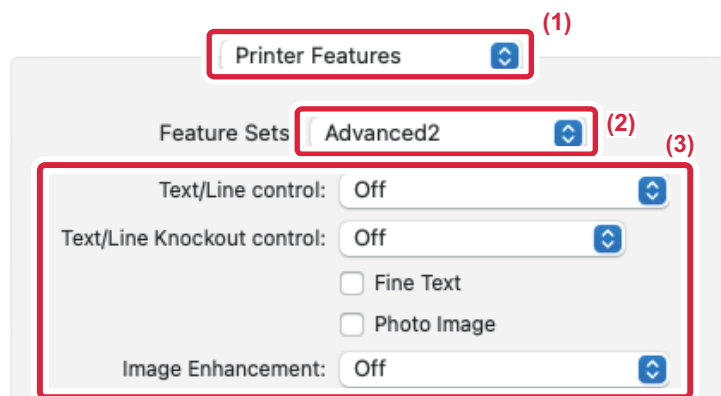 (1)
Printer Features
Feature Sets Advanced2 (2)
(3)
Text/Line control: Off
Text/Line Knockout control: Off
Fine Text
Photo Image
Image Enhancement: Off